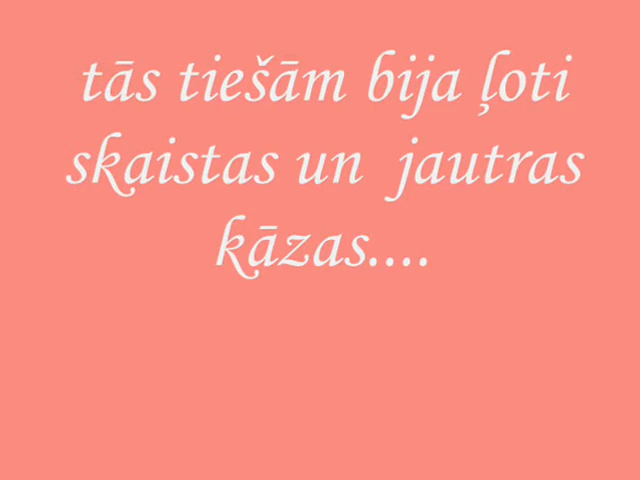 tās tiešām bija ļoti
skaistas un jautras
kāzas....